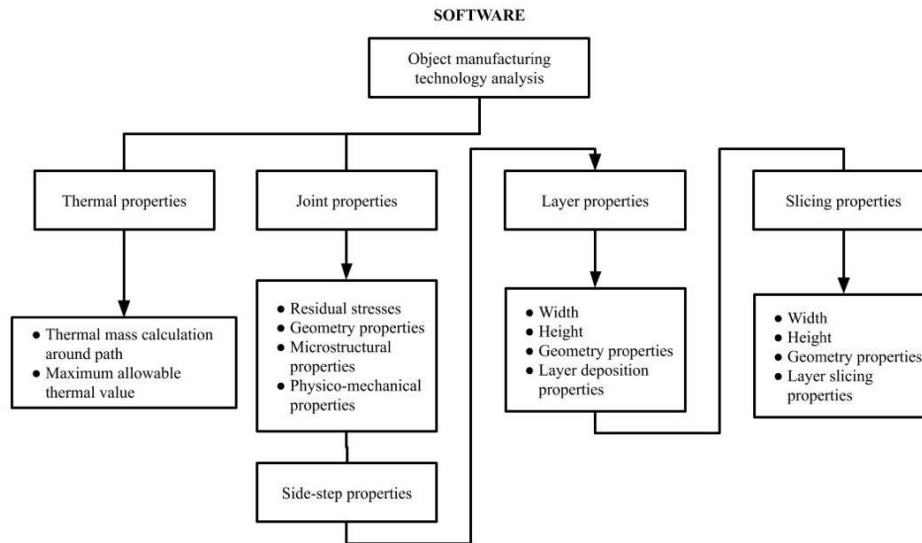 SOFTWARE
Object manufacturing
technology analysis
Thermal properties
Joint properties
Layer properties
Slicing properties
● Thermal mass calculation
around path
● Maximum allowable
thermal value
● Residual stresses
● Geometry properties
● Microstructural
properties
● Physico-mechanical
properties
● Width
● Height
● Geometry properties
● Layer deposition
properties
● Width
● Height
● Geometry properties
● Layer slicing
properties
Side-step properties